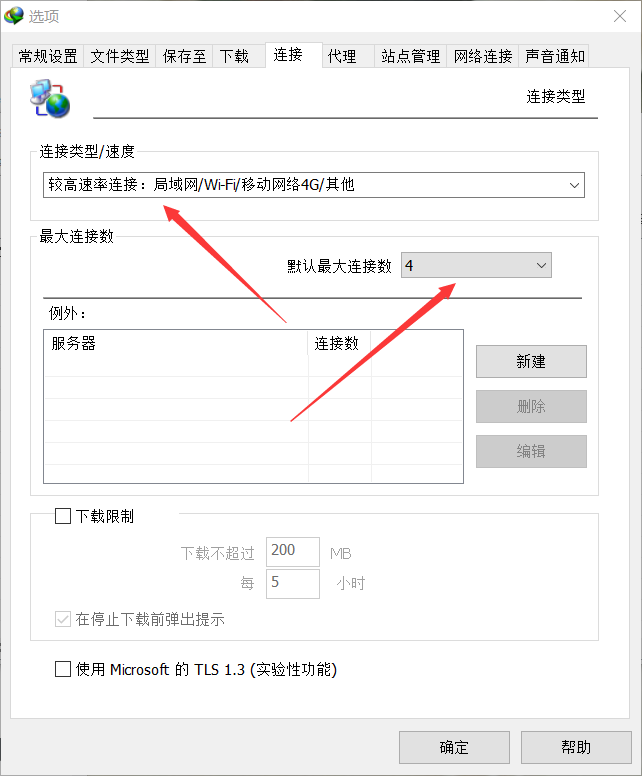 选项
常规设置 文件类型 保存至 下载 连接 代理 站点管理 网络连接 声音通知
连接类型
连接类型/速度
较高速率连接：局域网/Wi-Fi/移动网络4G/其他
最大连接数
默认最大连接数 4
例外：
服务器 连接数
新建
删除
编辑
下载限制
下载不超过 200 MB
每 5 小时
在停止下载前弹出提示
使用 Microsoft 的 TLS 1.3 (实验性功能)
确定 帮助